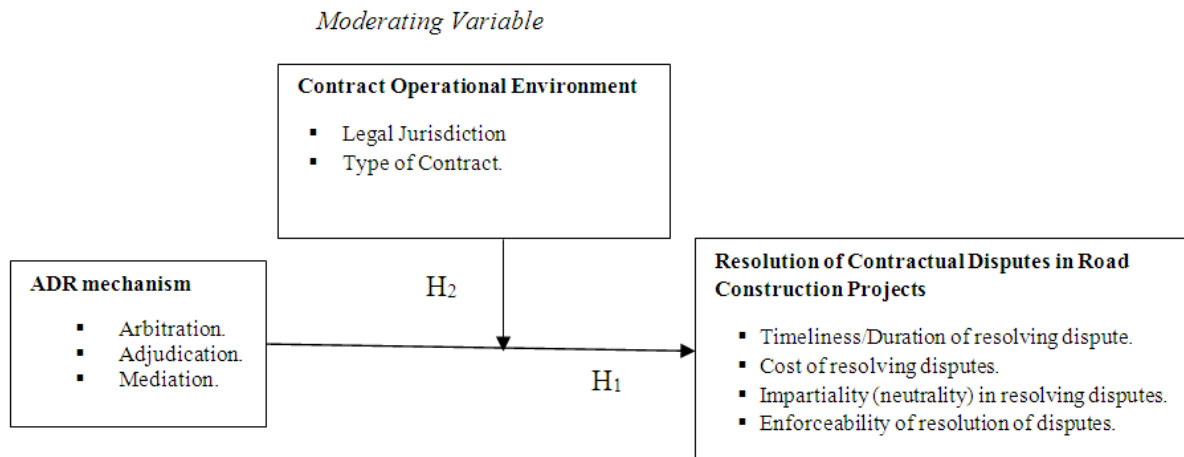 Moderating Variable
Contract Operational Environment
▪ Legal Jurisdiction
▪ Type of Contract.
ADR mechanism
▪ Arbitration.
▪ Adjudication.
▪ Mediation.
H2
H1
Resolution of Contractual Disputes in Road
Construction Projects
▪ Timeliness/Duration of resolving dispute.
▪ Cost of resolving disputes.
▪ Impartiality (neutrality) in resolving disputes.
▪ Enforceability of resolution of disputes.